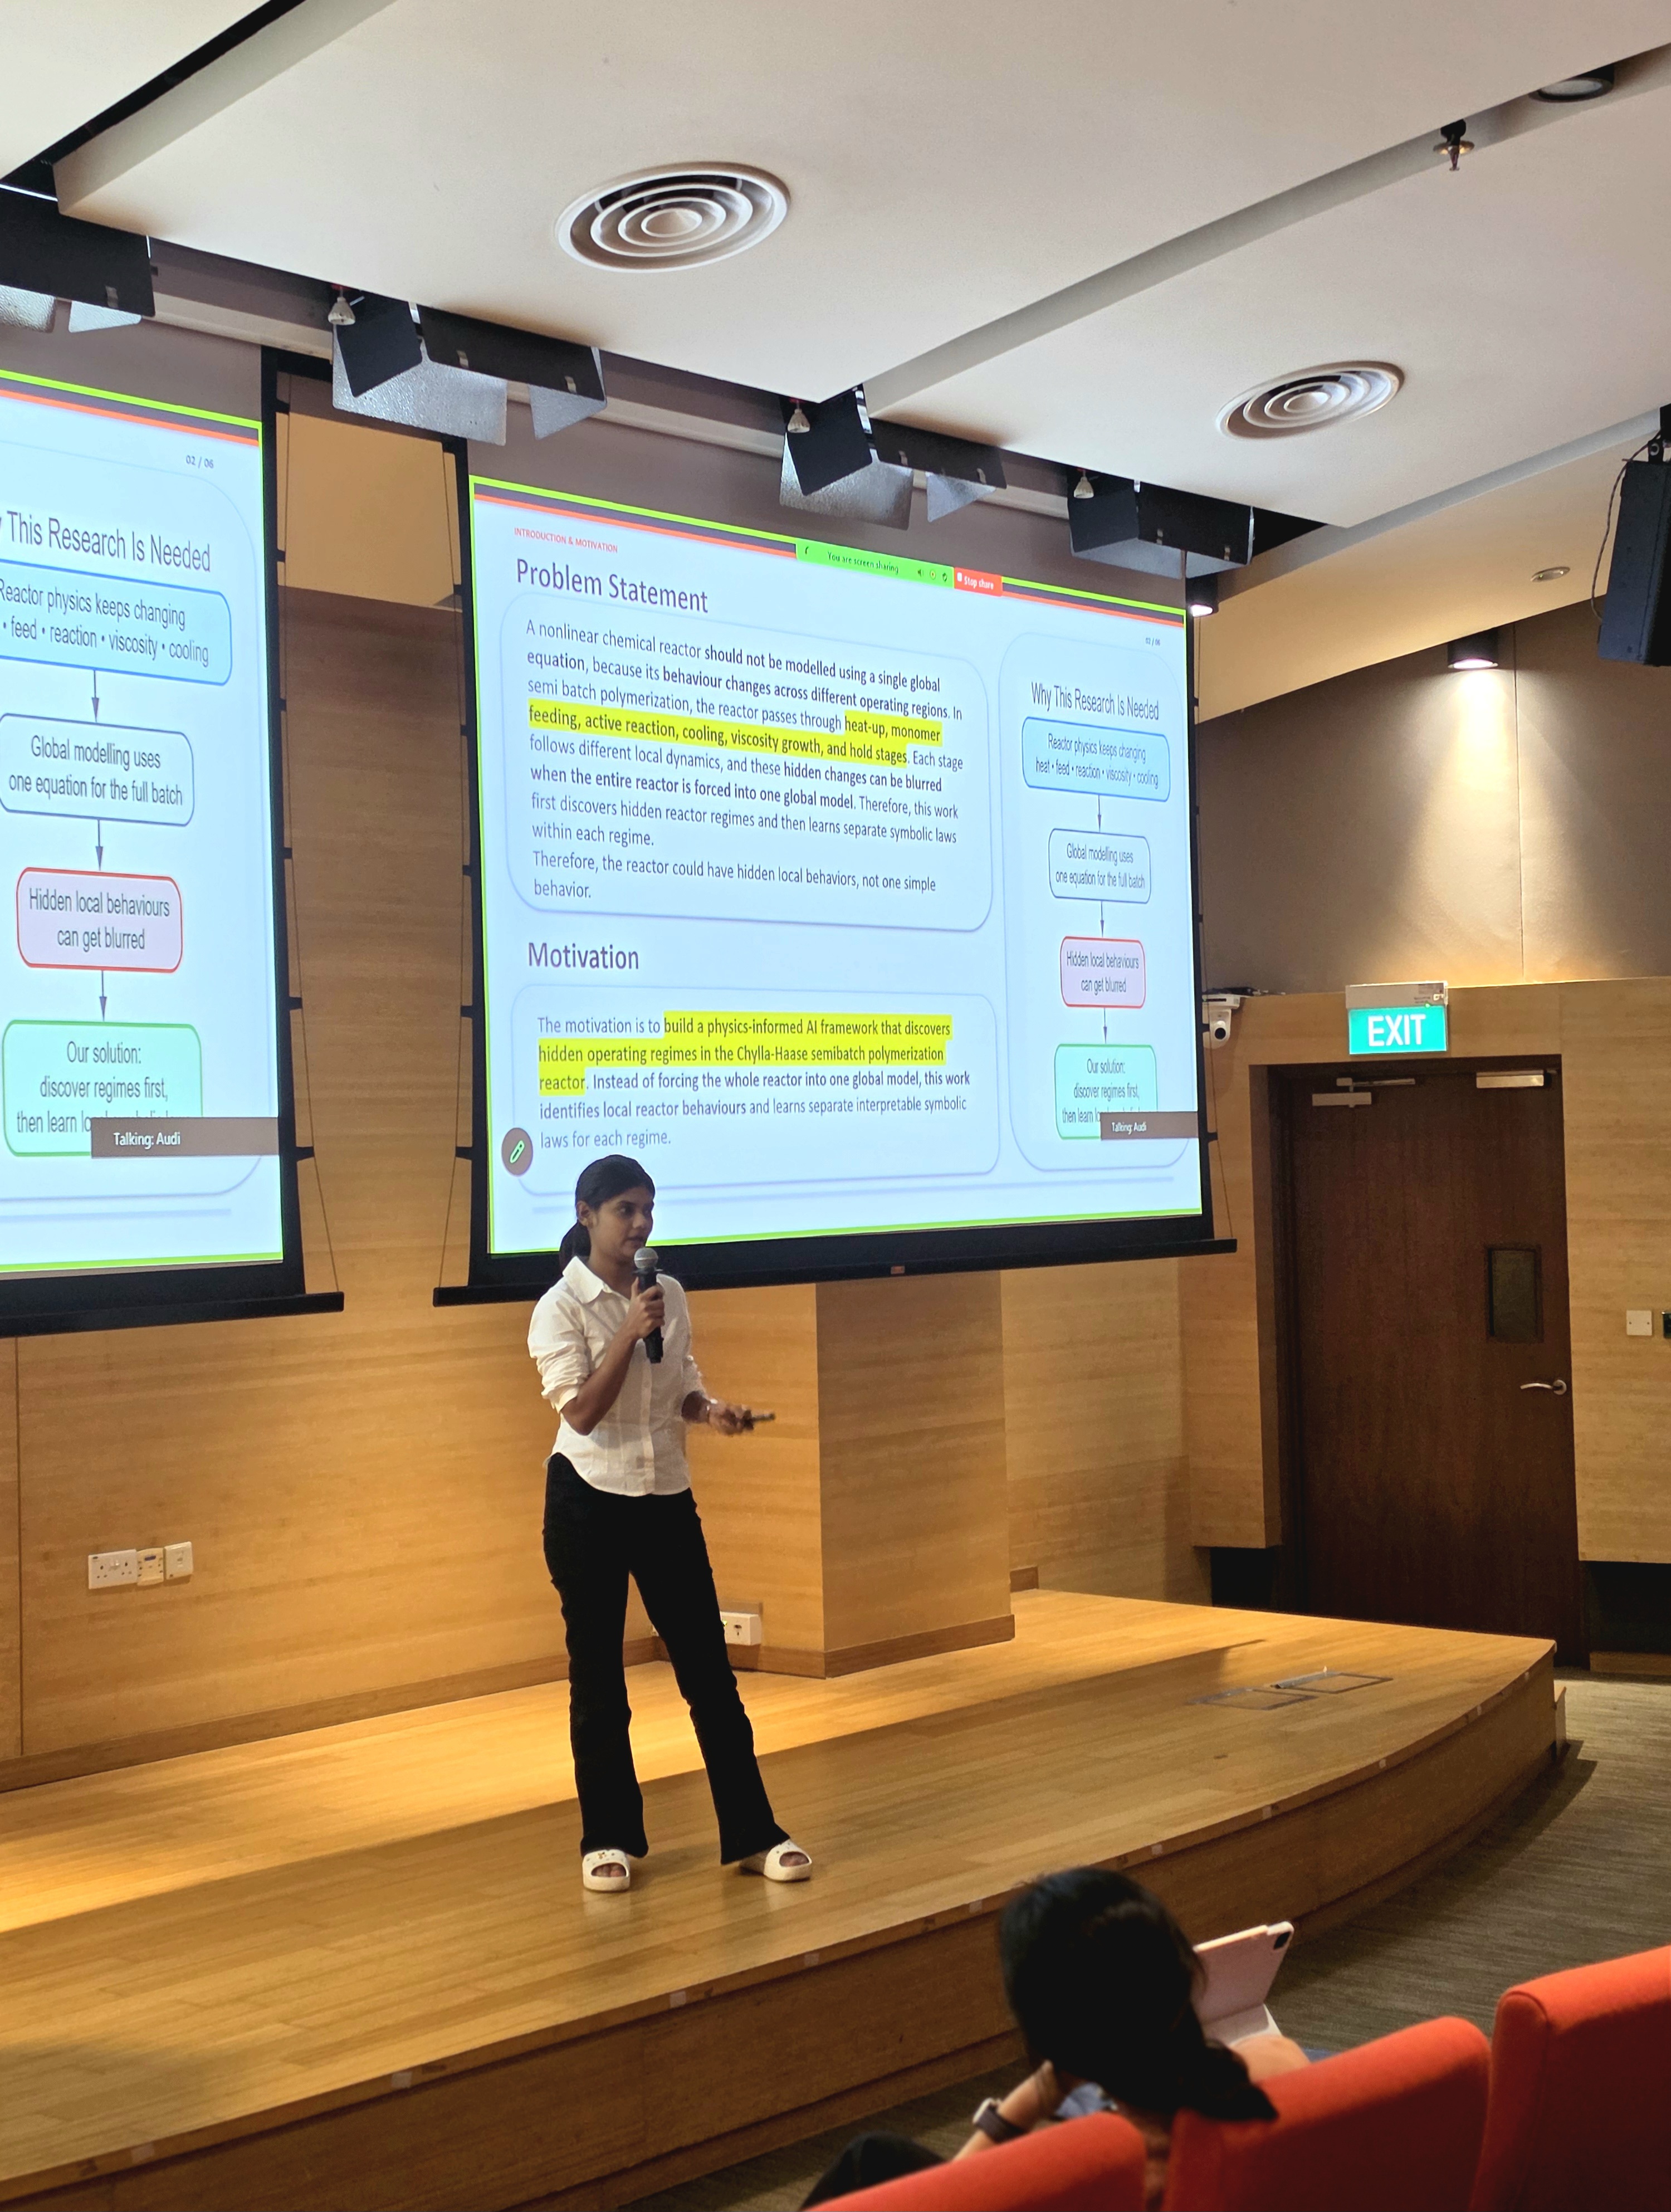 02 / 06
This Research Is Needed
Reactor physics keeps changing
• feed • reaction • viscosity • cooling
Global modelling uses
one equation for the full batch
Hidden local behaviours
can get blurred
Our solution:
discover regimes first,
then learn
Talking: Audi
INTRODUCTION & MOTIVATION
You are screen sharing
Stop share
Problem Statement
A nonlinear chemical reactor should not be modelled using a single global
equation, because its behaviour changes across different operating regions. In
semi batch polymerization, the reactor passes through heat-up, monomer
feeding, active reaction, cooling, viscosity growth, and hold stages. Each stage
follows different local dynamics, and these hidden changes can be blurred
when the entire reactor is forced into one global model. Therefore, this work
first discovers hidden reactor regimes and then learns separate symbolic laws
within each regime.
Therefore, the reactor could have hidden local behaviors, not one simple
behavior.
Motivation
The motivation is to build a physics-informed AI framework that discovers
hidden operating regimes in the Chylla-Haase semibatch polymerization
reactor. Instead of forcing the whole reactor into one global model, this work
identifies local reactor behaviours and learns separate interpretable symbolic
laws for each regime.
02 / 06
Why This Research Is Needed
Reactor physics keeps changing
heat • feed • reaction • viscosity • cooling
Global modelling uses
one equation for the full batch
Hidden local behaviours
can get blurred
Our solution:
discover regimes first,
then learn
Talking: Audi
EXIT